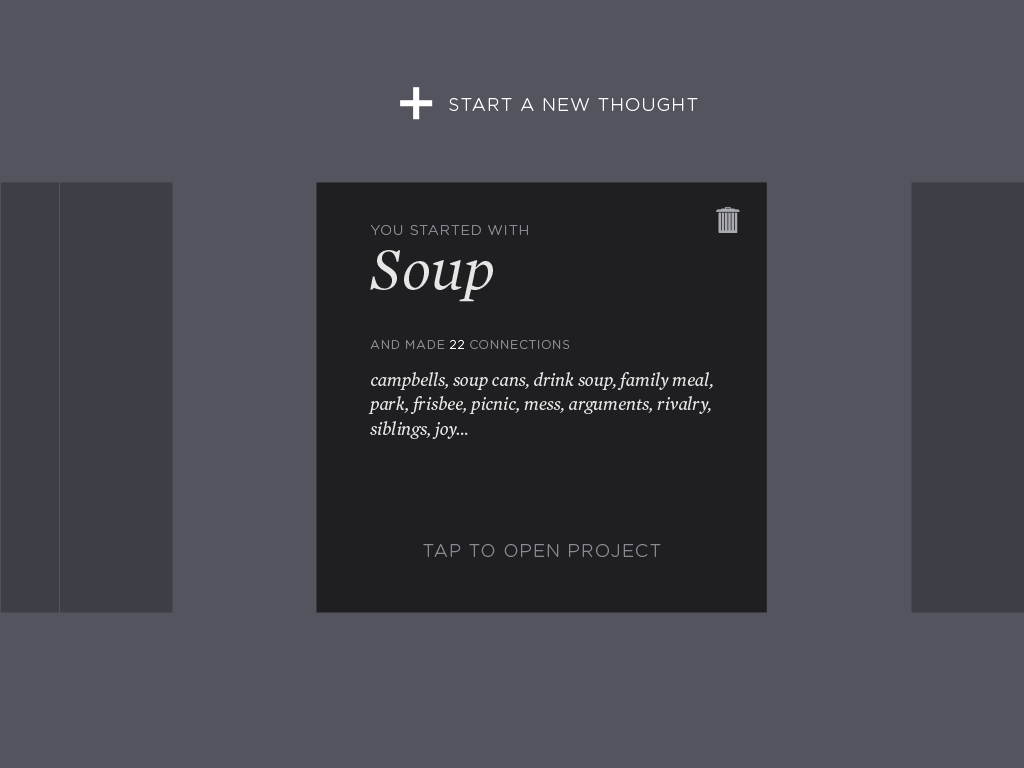 START A NEW THOUGHT
YOU STARTED WITH
Soup
AND MADE 22 CONNECTIONS
campbells, soup cans, drink soup, family meal,
park, frisbee, picnic, mess, arguments, rivalry,
siblings, joy...
TAP TO OPEN PROJECT